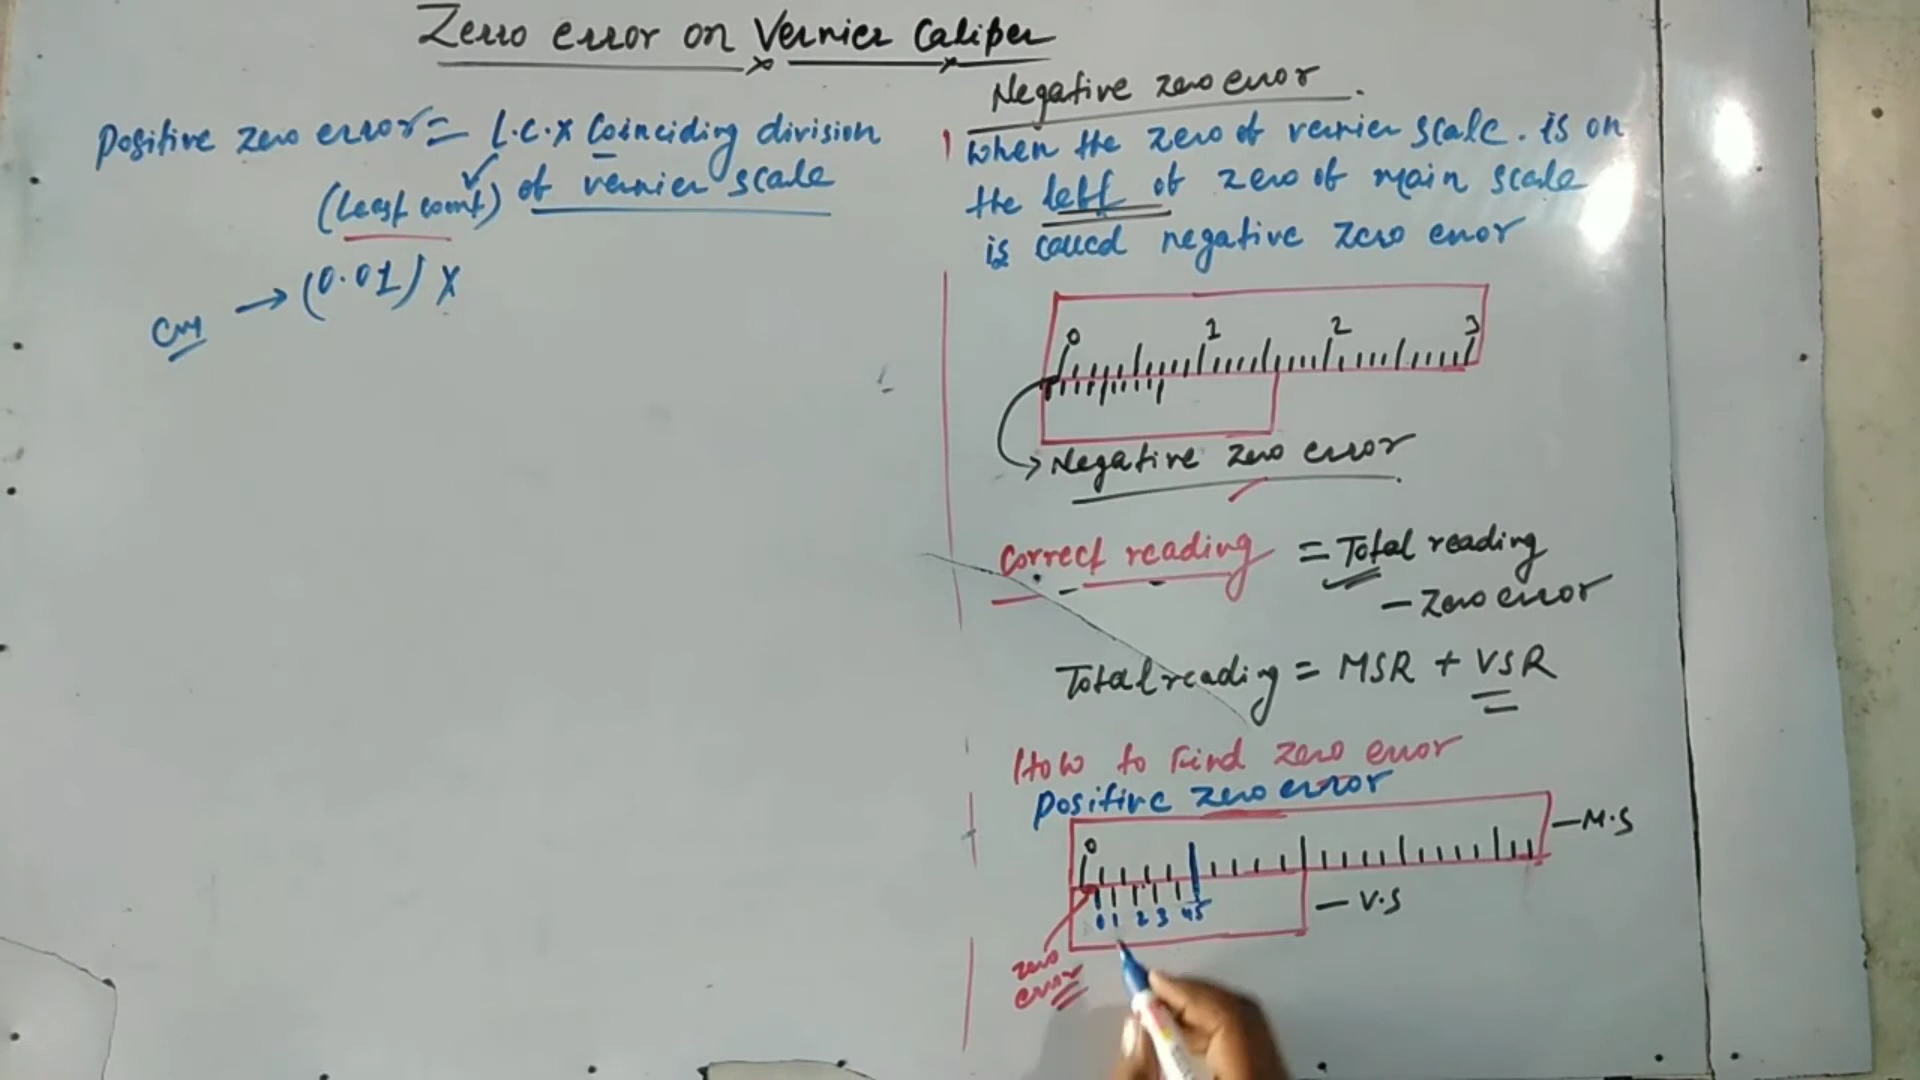 Zero error on Vernier Caliper
Positive zero error = L.C. x Coinciding division
(Least count) of vernier scale
cm → (0.01) x
Negative zero error
when the zero of vernier scale. is on
the left of zero of main scale
is called negative zero error
0 1 2 3
Negative zero error
Correct reading = Total reading
- Zero error
Total reading = MSR + VSR
How to Find zero error
Positive zero error
0
- M.S
- V.S
0 1 2 3 4 5
zero
error